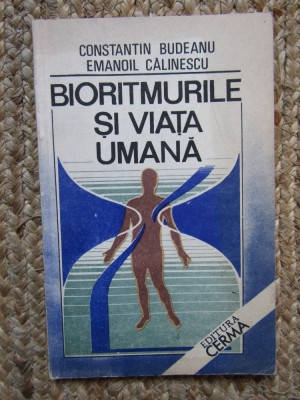 CONSTANTIN BUDEANU
EMANOIL CĂLINESCU
BIORITMURILE
ȘI VIAȚA
UMANĂ
EDITURA
CERMA